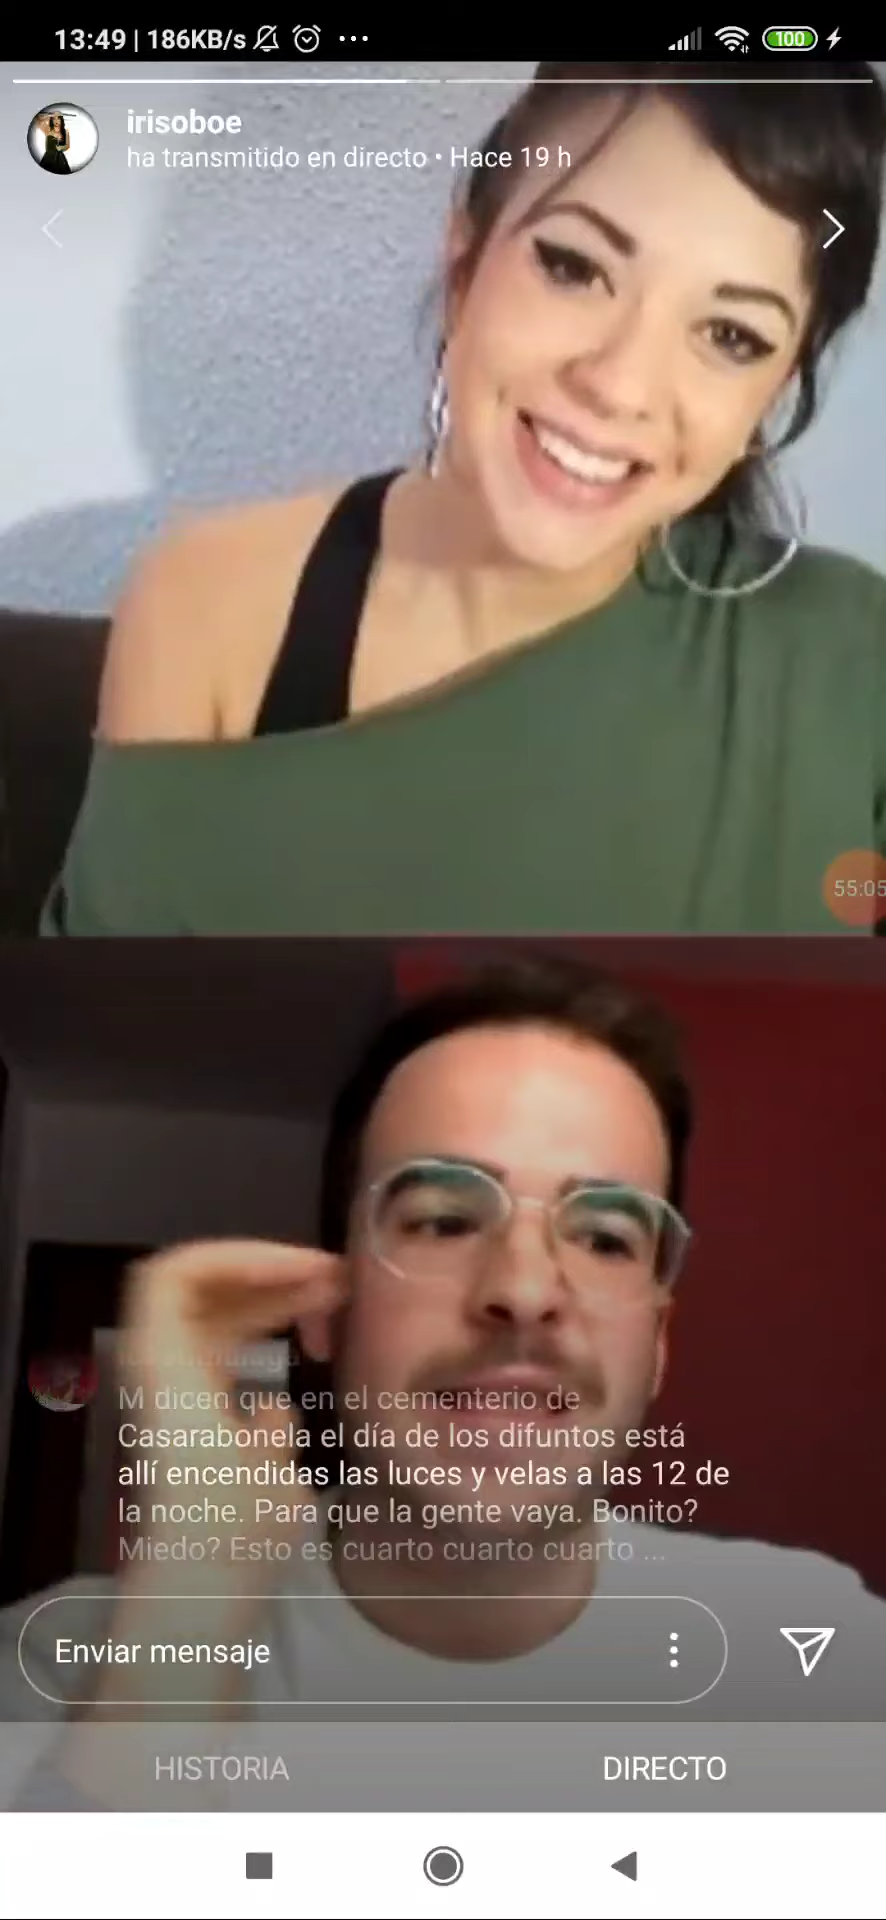 13:49 | 186KB/s
100
irisoboe
ha transmitido en directo • Hace 19 h
55:05
M dicen que en el cementerio de
Casarabonela el día de los difuntos está
allí encendidas las luces y velas a las 12 de
la noche. Para que la gente vaya. Bonito?
Miedo? Esto es cuarto cuarto cuarto ...
Enviar mensaje
HISTORIA
DIRECTO